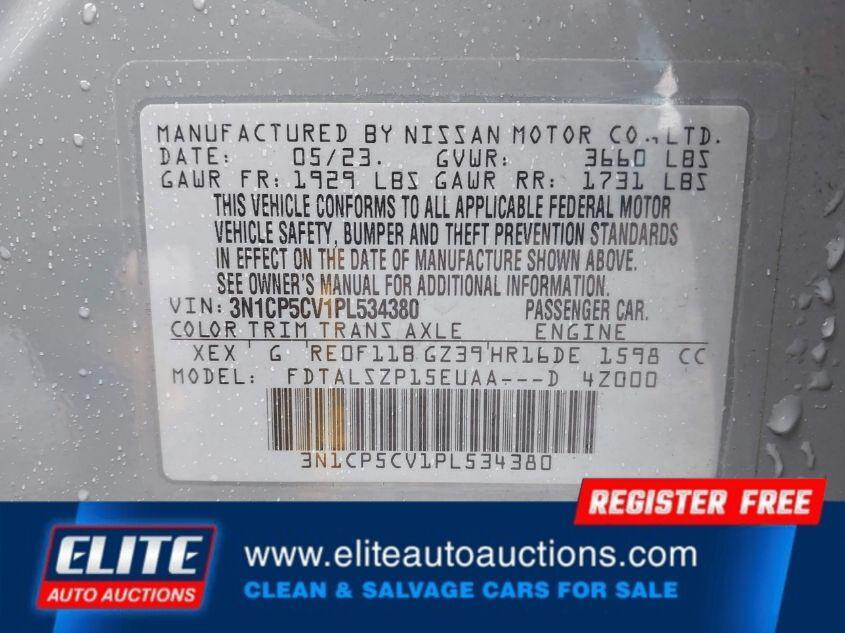 MANUFACTURED BY NISSAN MOTOR CO.,LTD.
DATE: 05/23. GVWR: 3660 LBS
GAWR FR: 1929 LBS GAWR RR: 1731 LBS
THIS VEHICLE CONFORMS TO ALL APPLICABLE FEDERAL MOTOR
VEHICLE SAFETY, BUMPER AND THEFT PREVENTION STANDARDS
IN EFFECT ON THE DATE OF MANUFACTURE SHOWN ABOVE.
SEE OWNER'S MANUAL FOR ADDITIONAL INFORMATION.
VIN: 3N1CP5CV1PL534380 PASSENGER CAR.
COLOR TRIM TRANS AXLE ENGINE
XEX G RE0F11B GZ39 HR16DE 1598 CC
MODEL: FDTALSZP15EUAA---D 4Z000
3N1CP5CV1PL534380
REGISTER FREE
ELITE
AUTO AUCTIONS
www.eliteautoauctions.com
CLEAN & SALVAGE CARS FOR SALE